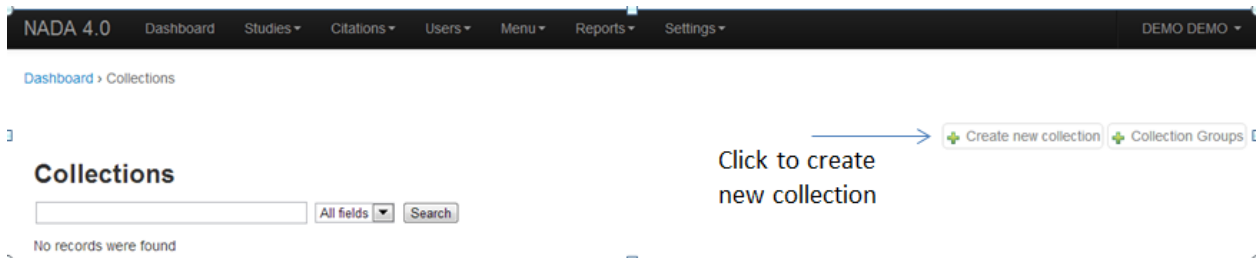 NADA 4.0 Dashboard Studies Citations Users Menu Reports Settings DEMO DEMO
Dashboard › Collections
Create new collection Collection Groups
Click to create
new collection
Collections
All fields Search
No records were found